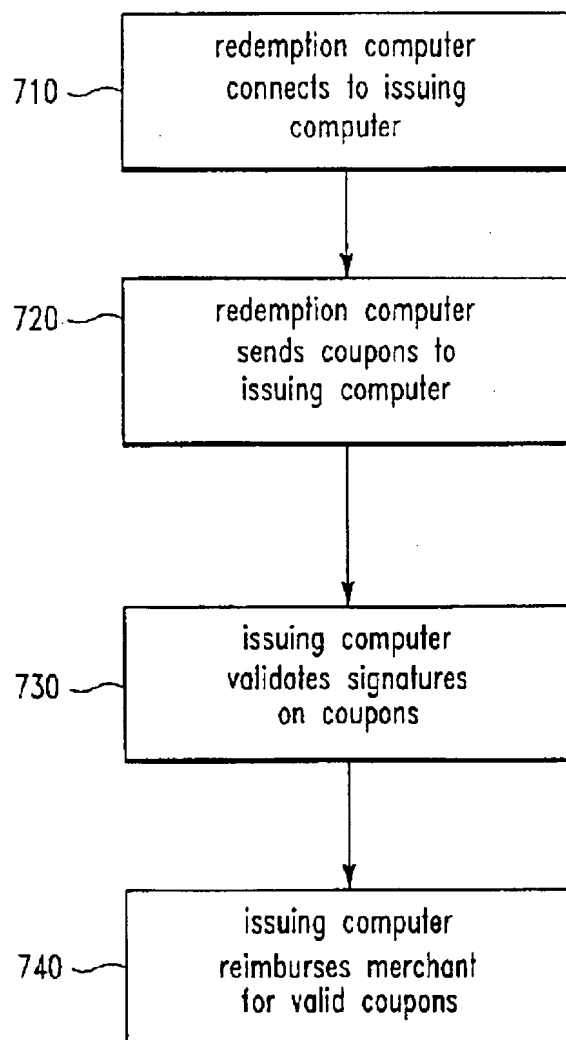 710
redemption computer
connects to issuing
computer
720
redemption computer
sends coupons to
issuing computer
730
issuing computer
validates signatures
on coupons
740
issuing computer
reimburses merchant
for valid coupons